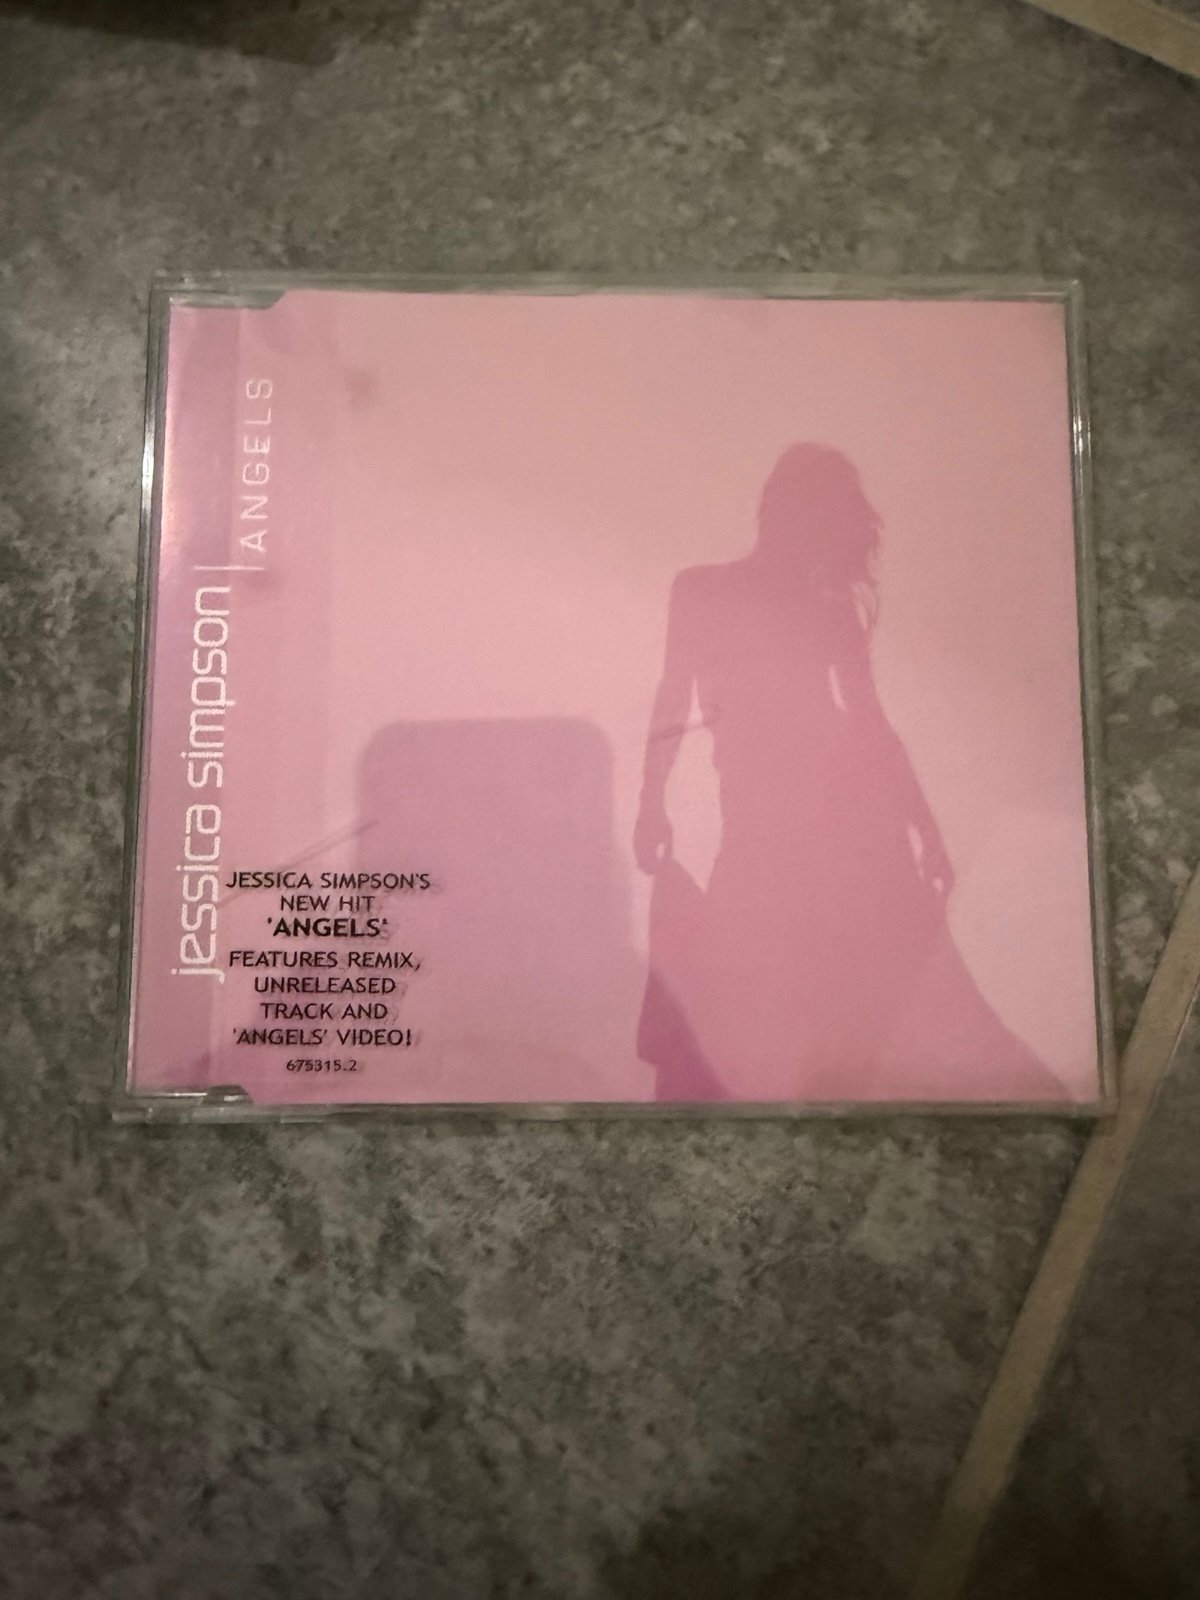 jessica simpson|
|ANGELS
JESSICA SIMPSON'S
NEW HIT
'ANGELS'
FEATURES REMIX,
UNRELEASED
TRACK AND
'ANGELS' VIDEO!
675315.2